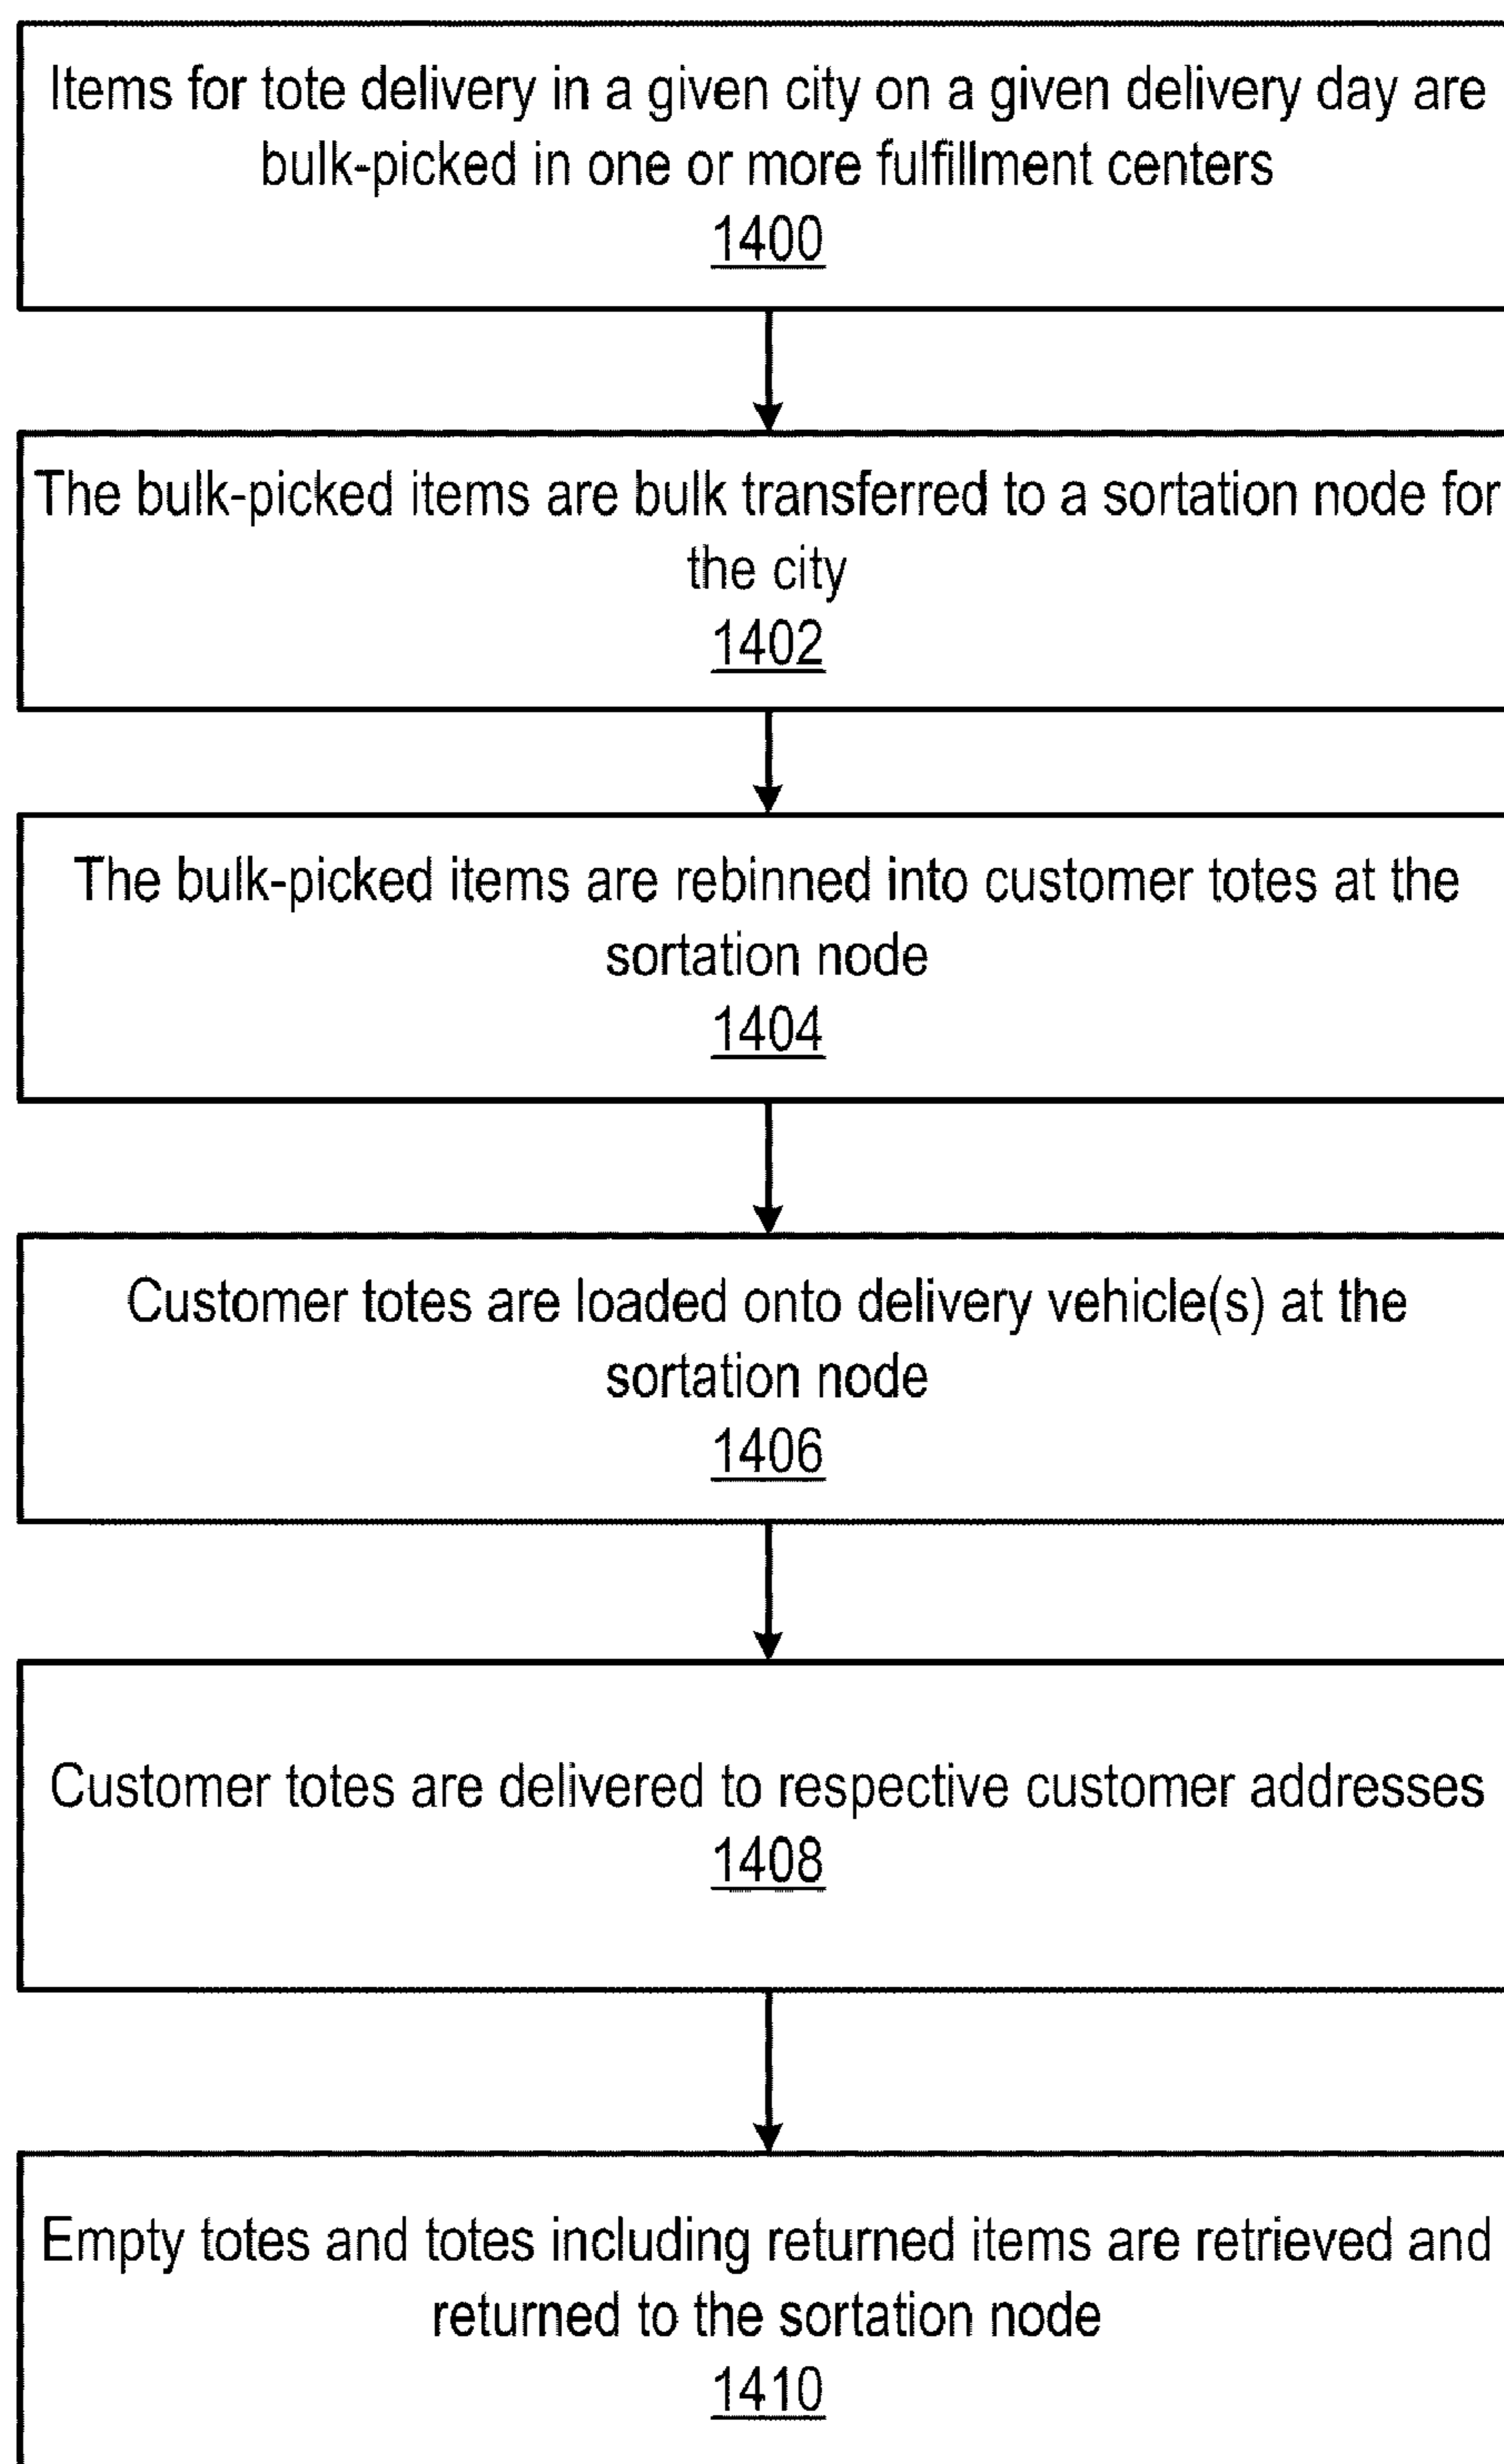 Items for tote delivery in a given city on a given delivery day are
bulk-picked in one or more fulfillment centers
1400
The bulk-picked items are bulk transferred to a sortation node for
the city
1402
The bulk-picked items are rebinned into customer totes at the
sortation node
1404
Customer totes are loaded onto delivery vehicle(s) at the
sortation node
1406
Customer totes are delivered to respective customer addresses
1408
Empty totes and totes including returned items are retrieved and
returned to the sortation node
1410